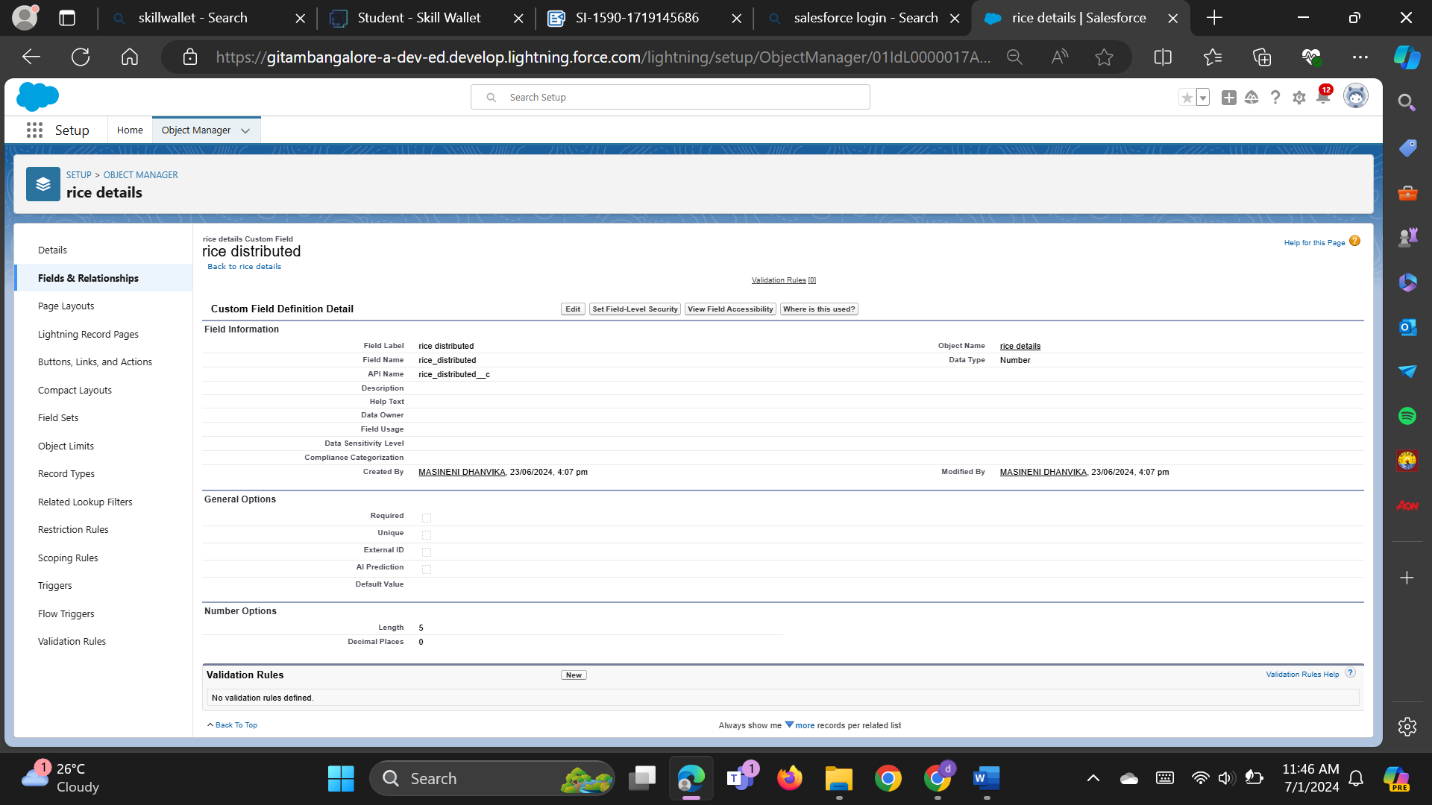 skillwallet - Search
Student - Skill Wallet
SI-1590-1719145686
salesforce login - Search
rice details | Salesforce
https://gitambangalore-a-dev-ed.develop.lightning.force.com/lightning/setup/ObjectManager/01IdL0000017A...
Search Setup
12
Setup
Home
Object Manager
SETUP > OBJECT MANAGER
rice details
Details
Fields & Relationships
Page Layouts
Lightning Record Pages
Buttons, Links, and Actions
Compact Layouts
Field Sets
Object Limits
Record Types
Related Lookup Filters
Restriction Rules
Scoping Rules
Triggers
Flow Triggers
Validation Rules
rice details Custom Field
rice distributed
Back to rice details
Help for this Page
Validation Rules [0]
Custom Field Definition Detail
Edit
Set Field-Level Security
View Field Accessibility
Where is this used?
Field Information
Field Label rice distributed Object Name rice details
Field Name rice_distributed Data Type Number
API Name rice_distributed__c
Description
Help Text
Data Owner
Field Usage
Data Sensitivity Level
Compliance Categorization
Created By MASINENI DHANVIKA, 23/06/2024, 4:07 pm Modified By MASINENI DHANVIKA, 23/06/2024, 4:07 pm
General Options
Required
Unique
External ID
AI Prediction
Default Value
Number Options
Length 5
Decimal Places 0
Validation Rules
New
Validation Rules Help ?
No validation rules defined.
Back To Top
Always show me more records per related list
AON
1
26°C
Cloudy
Search
1
d
11:46 AM
7/1/2024
PRE